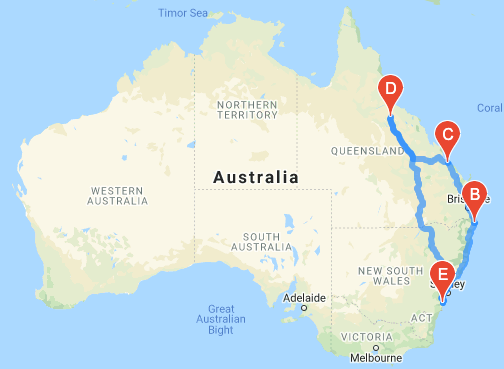 Timor Sea
D
Coral
C
NORTHERN
TERRITORY
QUEENSLAND
Australia
WESTERN
AUSTRALIA
B
Brisbane
SOUTH
AUSTRALIA
E
NEW SOUTH
WALES
Sydney
Great
Australian
Bight
Adelaide
ACT
VICTORIA
Melbourne